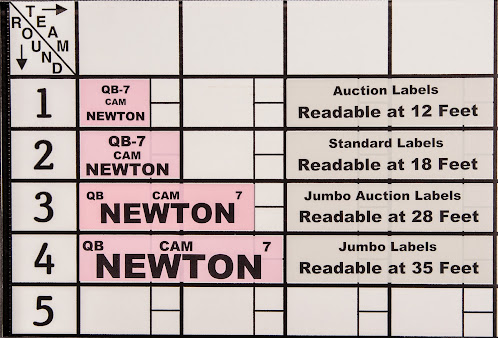 TEAM
ROUND
1
QB-7
CAM
NEWTON
Auction Labels
Readable at 12 Feet
2
QB-7
CAM
NEWTON
Standard Labels
Readable at 18 Feet
3
QB CAM 7
NEWTON
Jumbo Auction Labels
Readable at 28 Feet
4
QB CAM 7
NEWTON
Jumbo Labels
Readable at 35 Feet
5